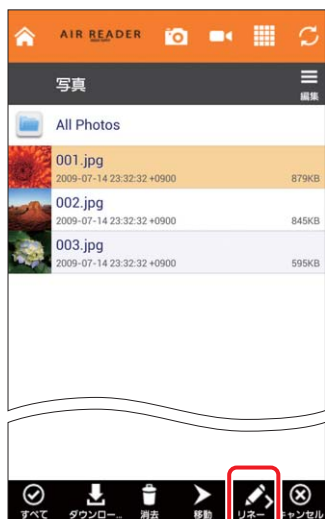 AIR READER
写真
編集
All Photos
001.jpg
2009-07-14 23:32:32 +0900 879KB
002.jpg
2009-07-14 23:32:32 +0900 845KB
003.jpg
2009-07-14 23:32:32 +0900 595KB
すべて ダウンロー... 消去 移動 リネー キャンセル